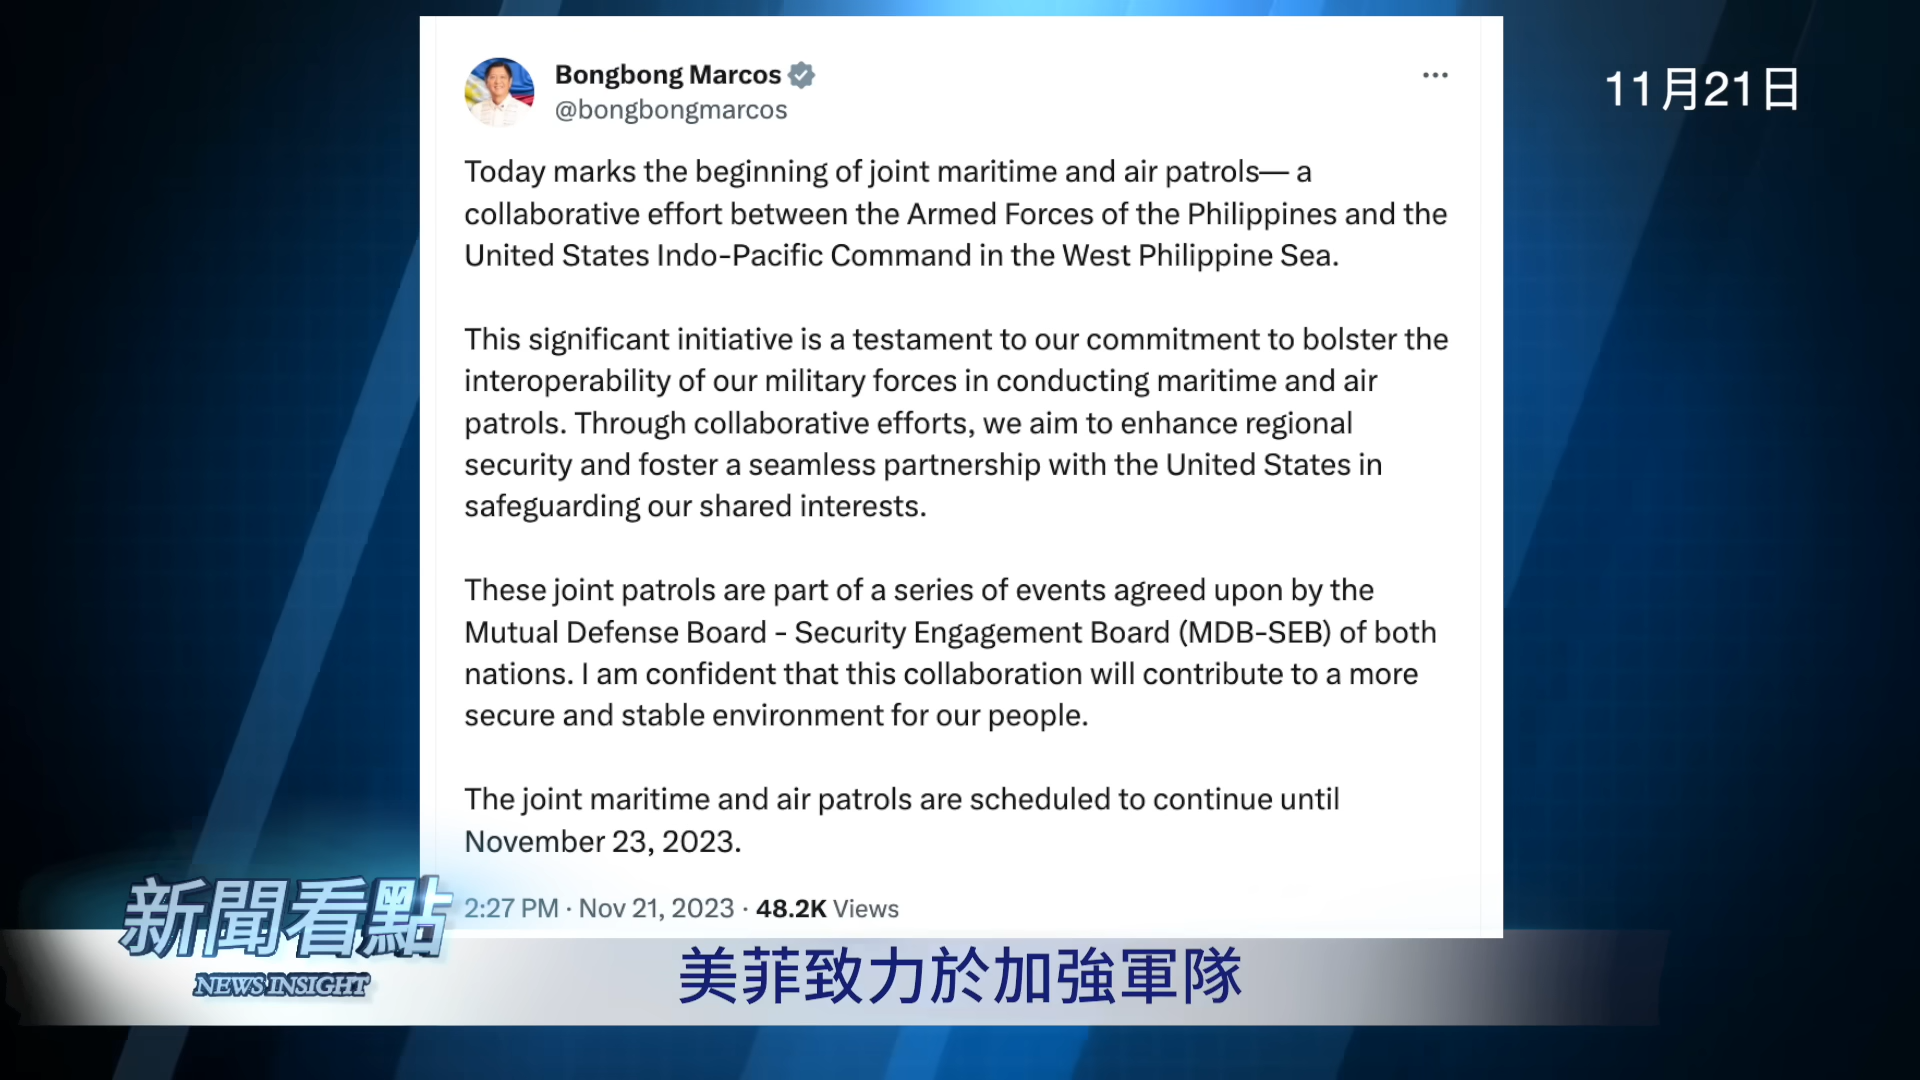 Bongbong Marcos
@bongbongmarcos
11月21日
Today marks the beginning of joint maritime and air patrols— a
collaborative effort between the Armed Forces of the Philippines and the
United States Indo-Pacific Command in the West Philippine Sea.
This significant initiative is a testament to our commitment to bolster the
interoperability of our military forces in conducting maritime and air
patrols. Through collaborative efforts, we aim to enhance regional
security and foster a seamless partnership with the United States in
safeguarding our shared interests.
These joint patrols are part of a series of events agreed upon by the
Mutual Defense Board - Security Engagement Board (MDB-SEB) of both
nations. I am confident that this collaboration will contribute to a more
secure and stable environment for our people.
The joint maritime and air patrols are scheduled to continue until
November 23, 2023.
2:27 PM · Nov 21, 2023 · 48.2K Views
新聞看點
NEWS INSIGHT
美菲致力於加強軍隊